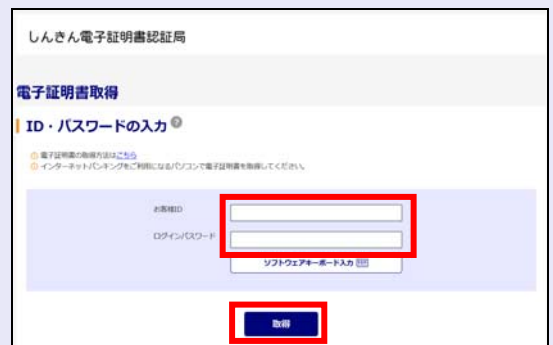 しんきん電子証明書認証局
電子証明書取得
ID・パスワードの入力
電子証明書の取得方法はこちら
インターネットバンキングをご利用になるパソコンで電子証明書を取得してください。
お客様ID
ログインパスワード
ソフトウェアキーボード入力
取得